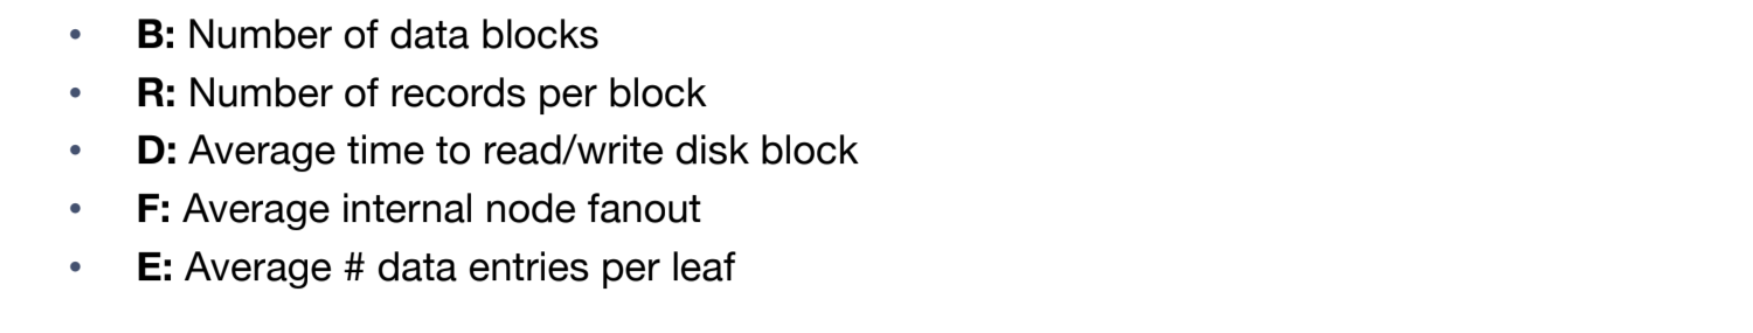 • B: Number of data blocks
• R: Number of records per block
• D: Average time to read/write disk block
• F: Average internal node fanout
• E: Average # data entries per leaf